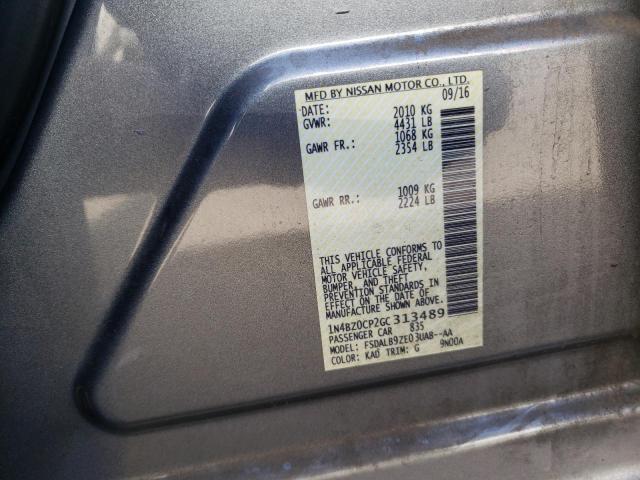 MFD BY NISSAN MOTOR CO., LTD.
DATE: 09/16
GVWR: 2010 KG
4431 LB
GAWR FR.: 1068 KG
2354 LB
GAWR RR.: 1009 KG
2224 LB
THIS VEHICLE CONFORMS TO
ALL APPLICABLE FEDERAL
MOTOR VEHICLE SAFETY,
BUMPER, AND THEFT
PREVENTION STANDARDS IN
EFFECT ON THE DATE OF
MANUFACTURE SHOWN ABOVE.
1N4BZ0CP2GC313489
PASSENGER CAR 835
MODEL: FSDALB9ZE03UAB--AA
COLOR: KAD TRIM: G 9N00A